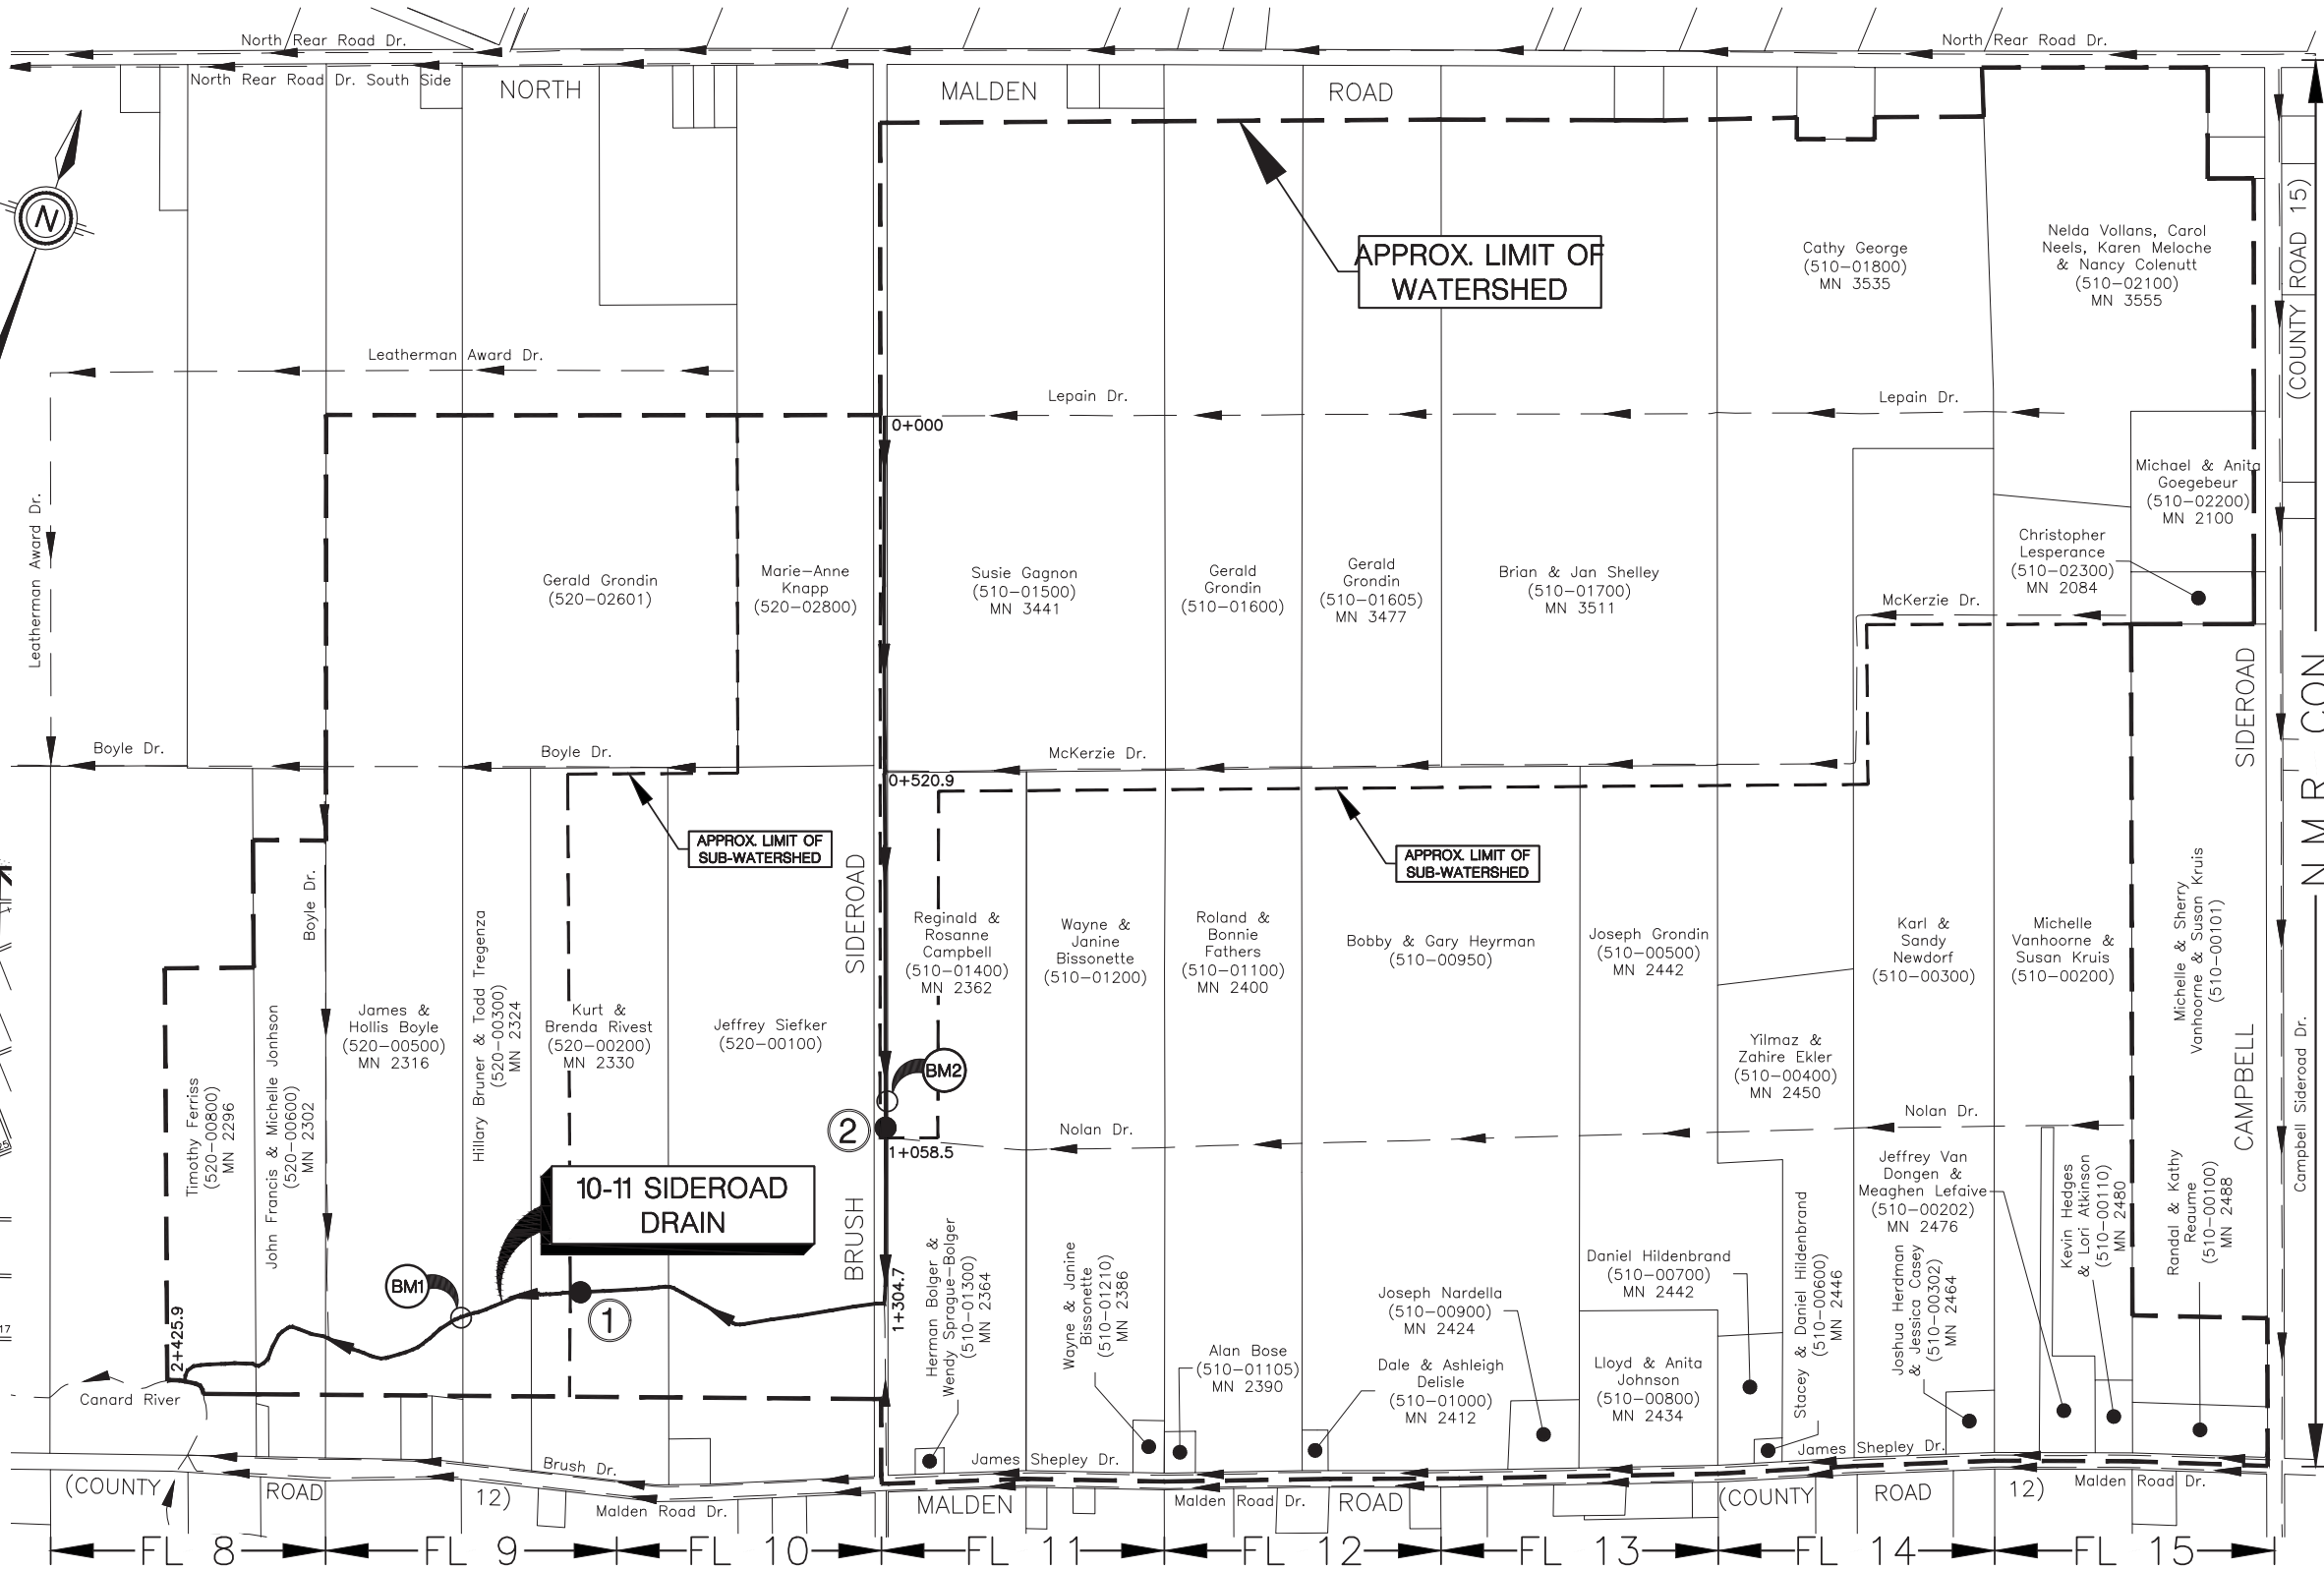 North Rear Road Dr.
North Rear Road Dr.
North Rear Road Dr. South Side
NORTH
MALDEN
ROAD
N
(COUNTY ROAD 15)
APPROX. LIMIT OF
WATERSHED
Cathy George
(510-01800)
MN 3535
Nelda Vollans, Carol
Neels, Karen Meloche
& Nancy Colenutt
(510-02100)
MN 3555
Leatherman Award Dr.
Lepain Dr.
Lepain Dr.
0+000
Leatherman Award Dr.
Michael & Anita
Goegebeur
(510-02200)
MN 2100
Christopher
Lesperance
(510-02300)
MN 2084
Gerald Grondin
(520-02601)
Marie-Anne
Knapp
(520-02800)
Susie Gagnon
(510-01500)
MN 3441
Gerald
Grondin
(510-01600)
Gerald
Grondin
(510-01605)
MN 3477
Brian & Jan Shelley
(510-01700)
MN 3511
McKerzie Dr.
SIDEROAD
N M R CON
Boyle Dr.
Boyle Dr.
McKerzie Dr.
0+520.9
APPROX. LIMIT OF
SUB-WATERSHED
APPROX. LIMIT OF
SUB-WATERSHED
Boyle Dr.
SIDEROAD
Reginald &
Rosanne
Campbell
(510-01400)
MN 2362
Wayne &
Janine
Bissonette
(510-01200)
Roland &
Bonnie
Fathers
(510-01100)
MN 2400
Bobby & Gary Heyrman
(510-00950)
Joseph Grondin
(510-00500)
MN 2442
Karl &
Sandy
Newdorf
(510-00300)
Michelle
Vanhoorne &
Susan Kruis
(510-00200)
Michelle & Sherry
Vanhoorne & Susan Kruis
(510-00101)
Timothy Ferriss
(520-00800)
MN 2296
John Francis & Michelle Jonhson
(520-00600)
MN 2302
James &
Hollis Boyle
(520-00500)
MN 2316
Hillary Bruner & Todd Tregenza
(520-00300)
MN 2324
Kurt &
Brenda Rivest
(520-00200)
MN 2330
Jeffrey Siefker
(520-00100)
Yilmaz &
Zahire Ekler
(510-00400)
MN 2450
CAMPBELL
Campbell Sideroad Dr.
BM2
2
1+058.5
Nolan Dr.
Nolan Dr.
10-11 SIDEROAD
DRAIN
BRUSH
BM1
1
1+304.7
2+425.9
17
Canard River
Herman Bolger &
Wendy Sprague-Bolger
(510-01300)
MN 2364
Wayne & Janine
Bissonette
(510-01210)
MN 2386
Alan Bose
(510-01105)
MN 2390
Joseph Nardella
(510-00900)
MN 2424
Dale & Ashleigh
Delisle
(510-01000)
MN 2412
Daniel Hildenbrand
(510-00700)
MN 2442
Lloyd & Anita
Johnson
(510-00800)
MN 2434
Stacey & Daniel Hildenbrand
(510-00600)
MN 2446
Jeffrey Van
Dongen &
Meaghen Lefaive
(510-00202)
MN 2476
Joshua Herdman
& Jessica Casey
(510-00302)
MN 2464
Kevin Hedges
& Lori Atkinson
(510-00110)
MN 2480
Randal & Kathy
Reaume
(510-00100)
MN 2488
Brush Dr.
James Shepley Dr.
James Shepley Dr.
(COUNTY
ROAD
12)
Malden Road Dr.
MALDEN
Malden Road Dr.
ROAD
(COUNTY
ROAD
12)
Malden Road Dr.
FL 8
FL 9
FL 10
FL 11
FL 12
FL 13
FL 14
FL 15